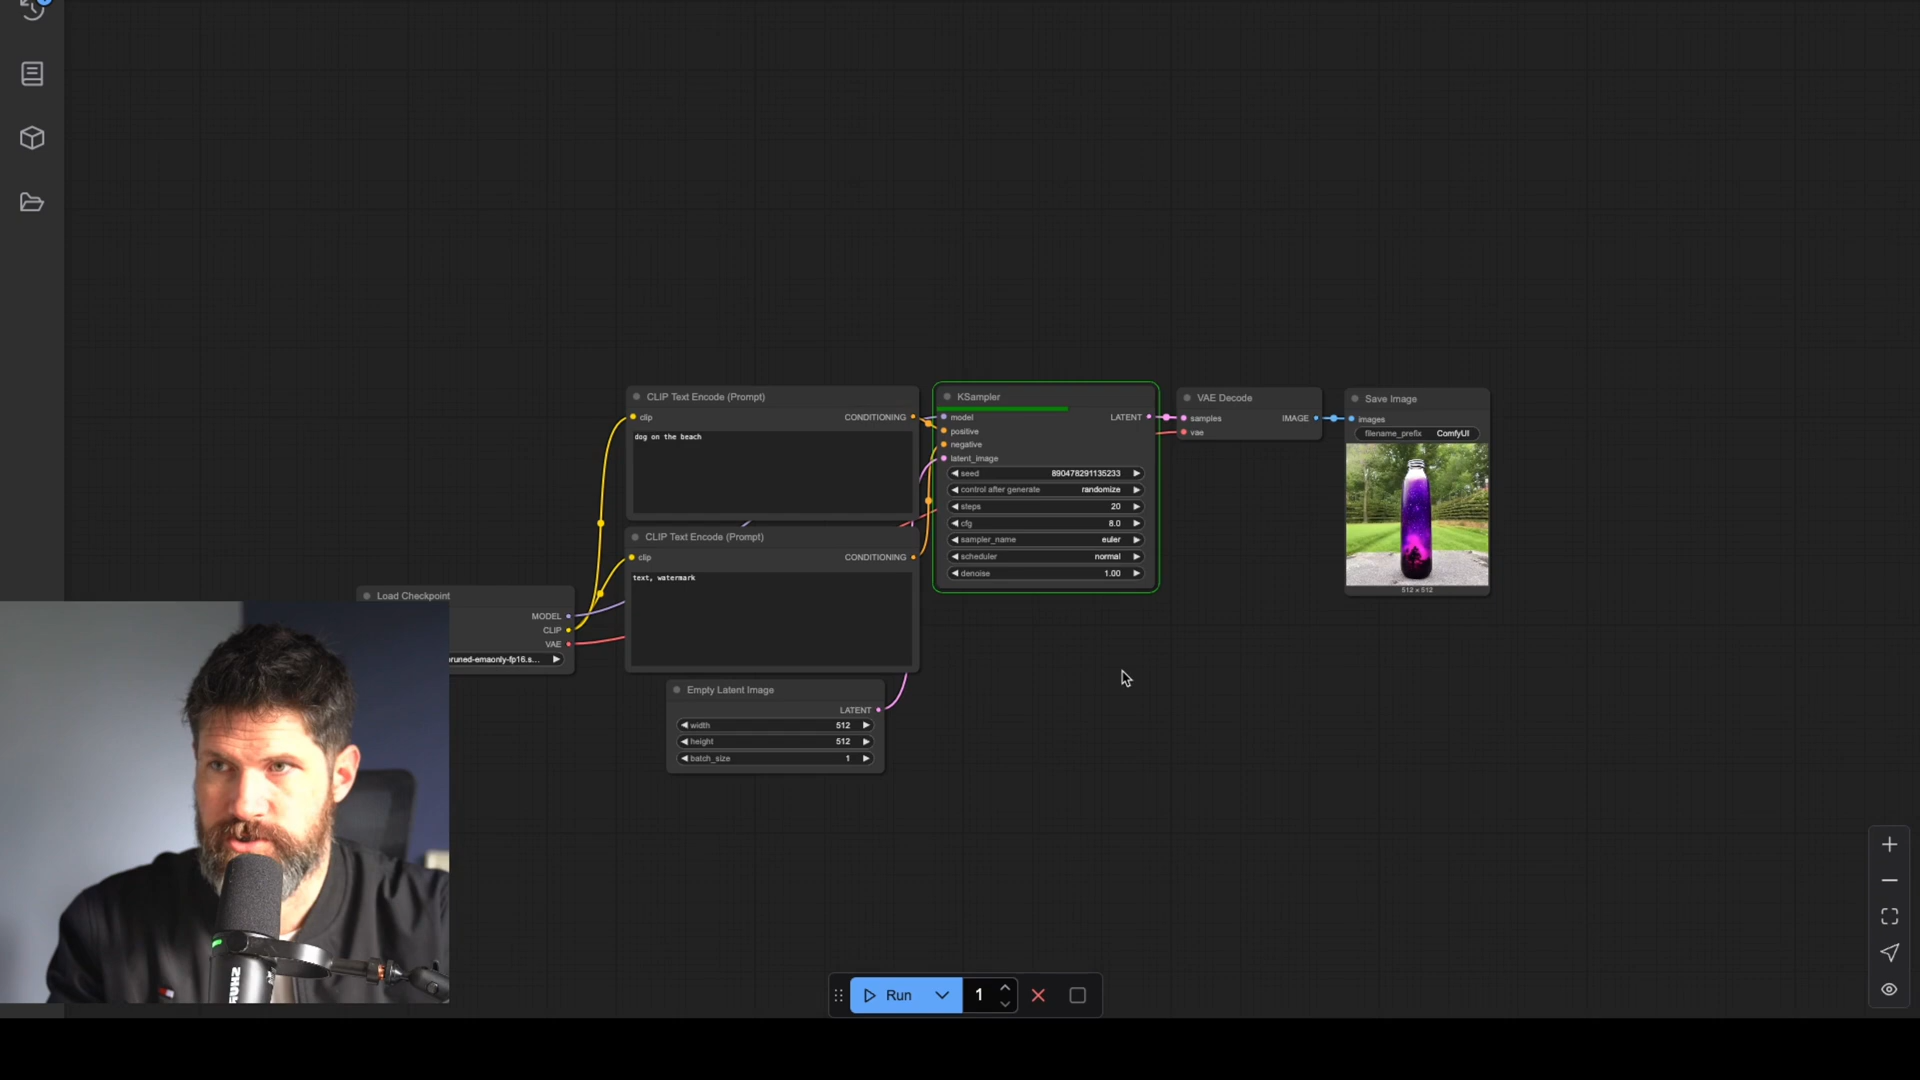 CLIP Text Encode (Prompt)
clip
CONDITIONING
dog on the beach
CLIP Text Encode (Prompt)
clip
CONDITIONING
text, watermark
Load Checkpoint
MODEL
CLIP
VAE
runed-emaonly-fp16.s...
Empty Latent Image
LATENT
width 512
height 512
batch_size 1
KSampler
model
LATENT
positive
negative
latent_image
seed 890478291135233
control after generate randomize
steps 20
cfg 8.0
sampler_name euler
scheduler normal
denoise 1.00
VAE Decode
samples
IMAGE
vae
Save Image
images
filename_prefix ComfyUI
512 × 512
Run
1